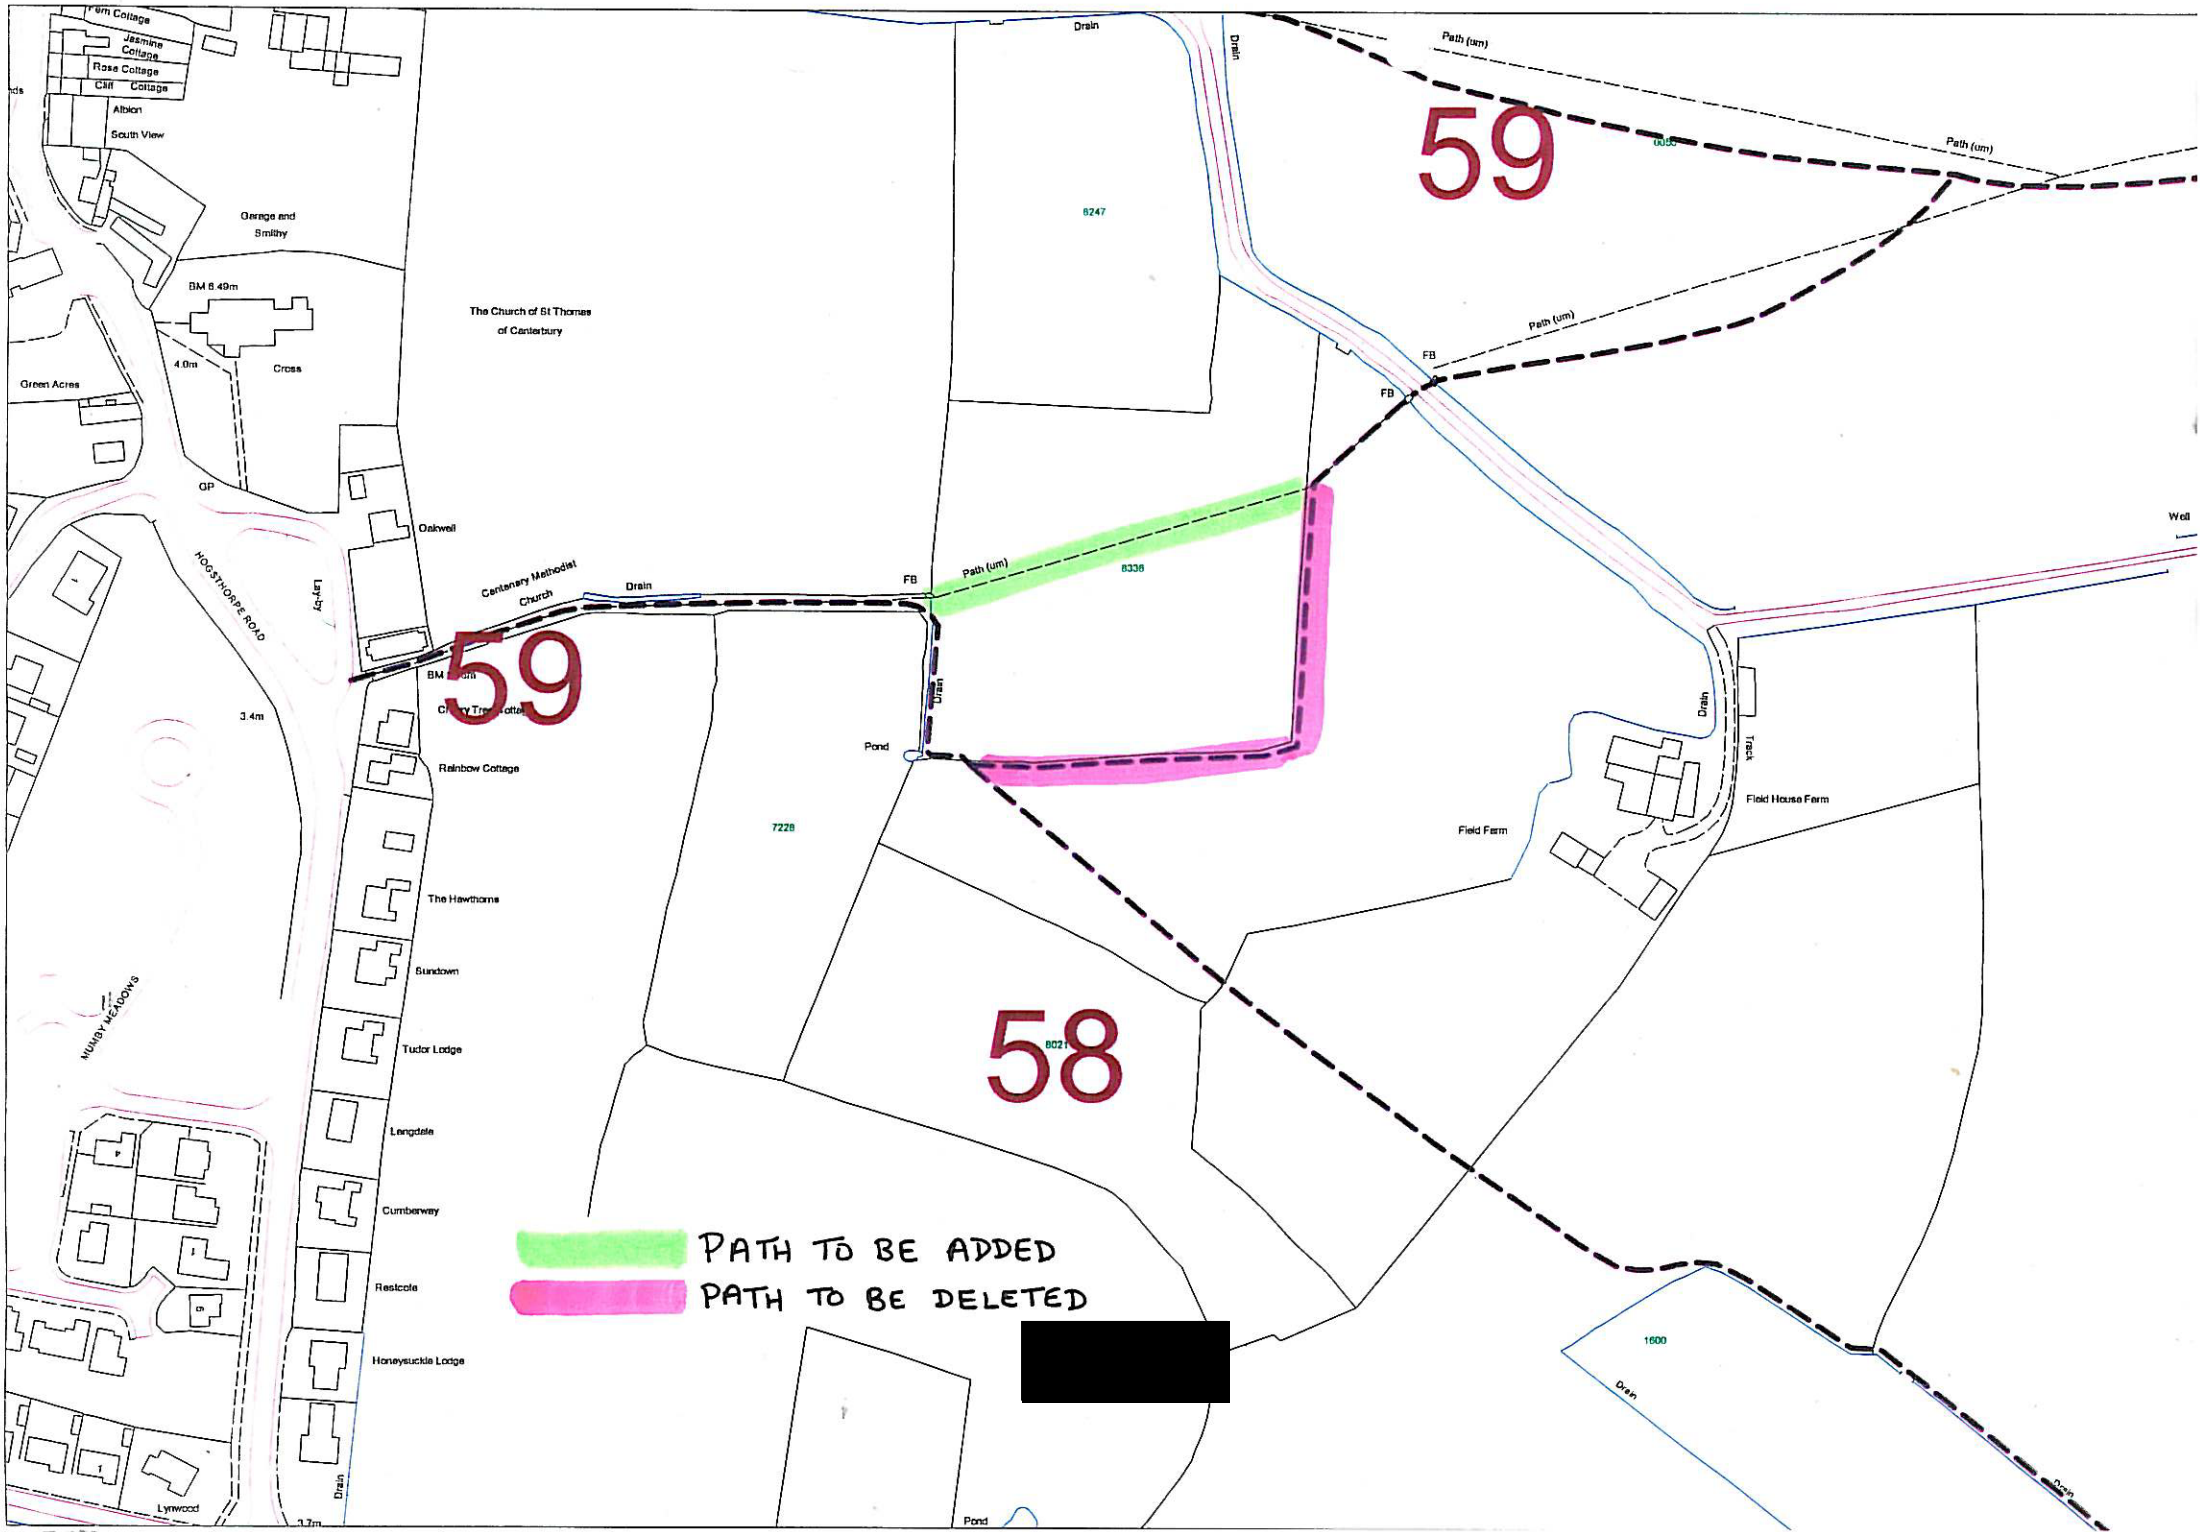 Fern Cottage
Jasmine
Cottage
Rose Cottage
Cliff Cottage
Albion
South View
Garage and
Smithy
BM 6.49m
4.0m
Cross
Green Acres
GP
The Church of St Thomas
of Canterbury
Oakwell
HOGSTHORPE ROAD
Lay-by
Centenary Methodist
Church
Drain
FB
Path (um)
59
BM
3.4m
Rainbow Cottage
Pond
Drain
The Hawthorns
Sundown
MUMBY MEADOWS
Tudor Lodge
Langdale
Cumberway
Restcote
Honeysuckle Lodge
Lynwood
Drain
3.7m
Drain
Drain
Path (um)
59
Path (um)
6247
Path (um)
FB
FB
8336
7228
Well
Drain
Track
Field House Farm
Field Farm
58
8021
1600
Drain
Drain
Pond
PATH TO BE ADDED
PATH TO BE DELETED